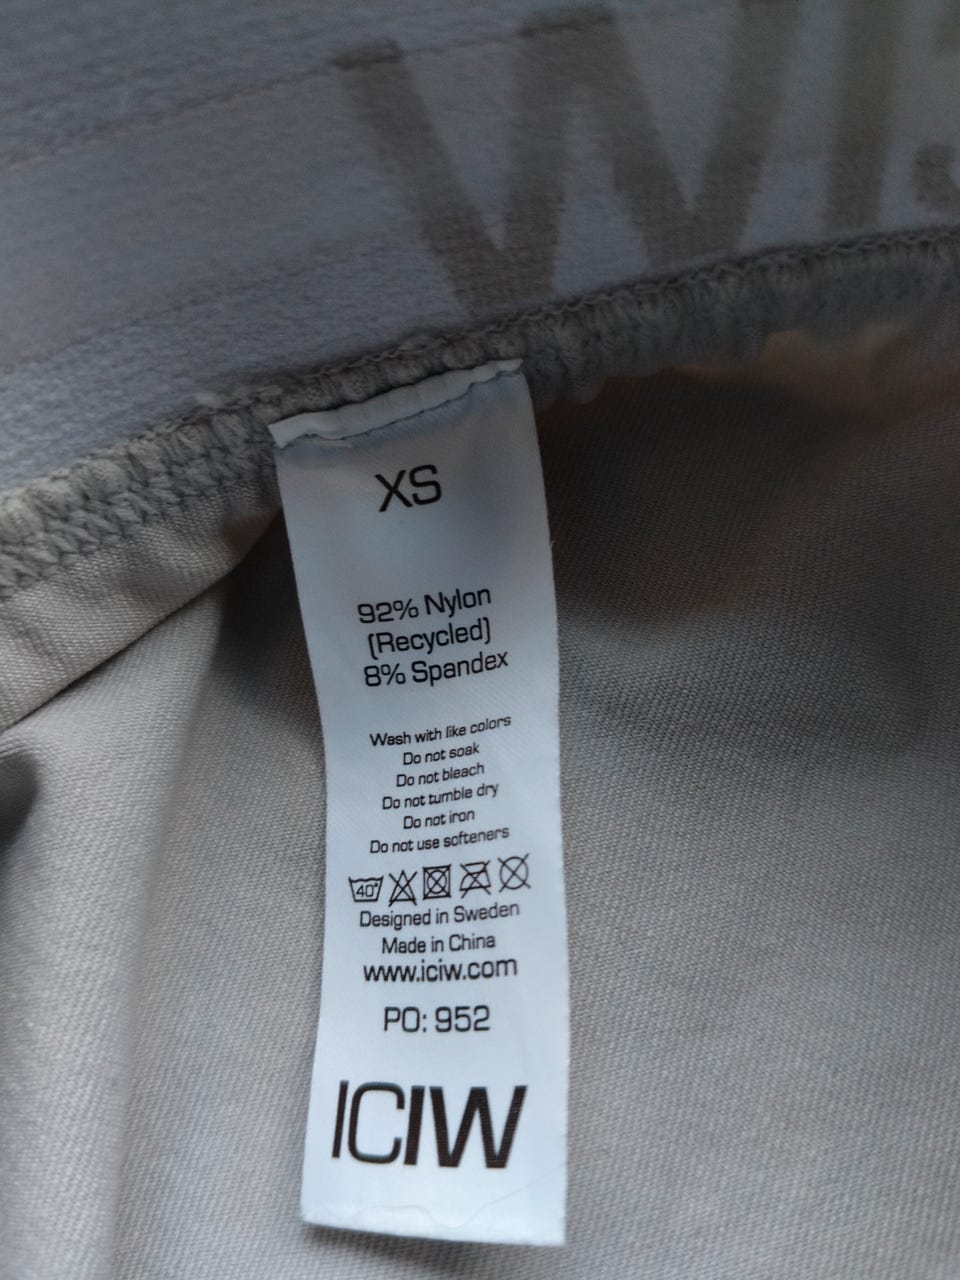 XS
92% Nylon
(Recycled)
8% Spandex
Wash with like colors
Do not soak
Do not bleach
Do not tumble dry
Do not iron
Do not use softeners
40°
Designed in Sweden
Made in China
www.iciw.com
PO: 952
ICIW